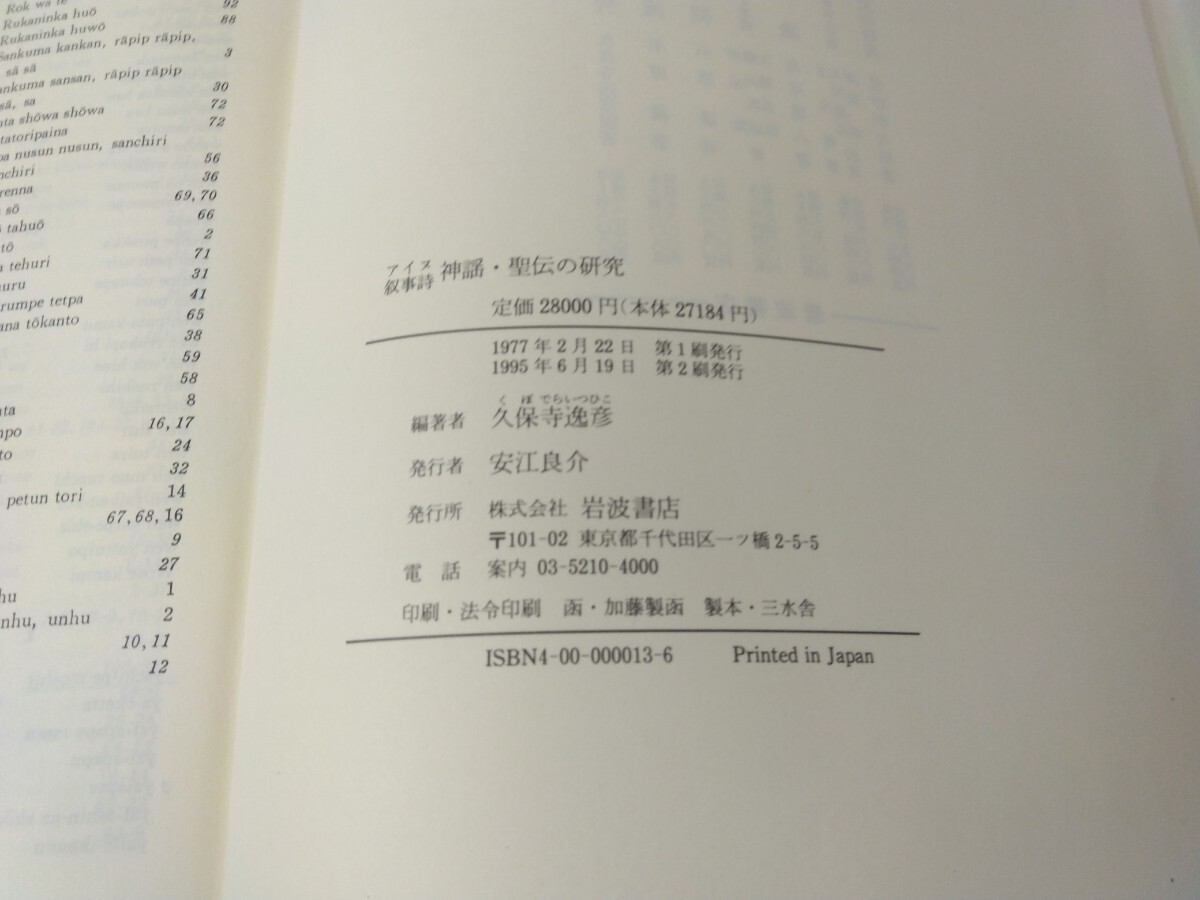 Rok wa te 92
Rukaninka huō 88
Rukaninka huwō
Sankuma kankan, rāpip rāpip,
sā sā 3
ankuma sansan, rāpip rāpip
sā, sa 30
nta shōwa shōwa 72
tatoripaina 72
pa nusun nusun, sanchiri
nchiri 56
renna 36
sō 69, 70
tahuō 66
tō 2
tehuri 71
huru 31
rumpe tetpa 41
ana tōkanto 65
38
59
58
nta 8
npo 16, 17
to 24
32
petun tori 14
67, 68, 16
9
27
hu 1
nhu, unhu 2
10, 11
12
アイヌ叙事詩 神謡・聖伝の研究
定価 28000 円(本体 27184 円)
1977 年 2 月 22 日 第 1 刷発行
1995 年 6 月 19 日 第 2 刷発行
く ぼ でらいつひこ
編著者 久保寺逸彦
発行者 安江良介
発行所 株式会社 岩波書店
〒101-02 東京都千代田区一ツ橋2-5-5
電 話 案内 03-5210-4000
印刷・法令印刷 函・加藤製函 製本・三水舎
ISBN4-00-000013-6 Printed in Japan